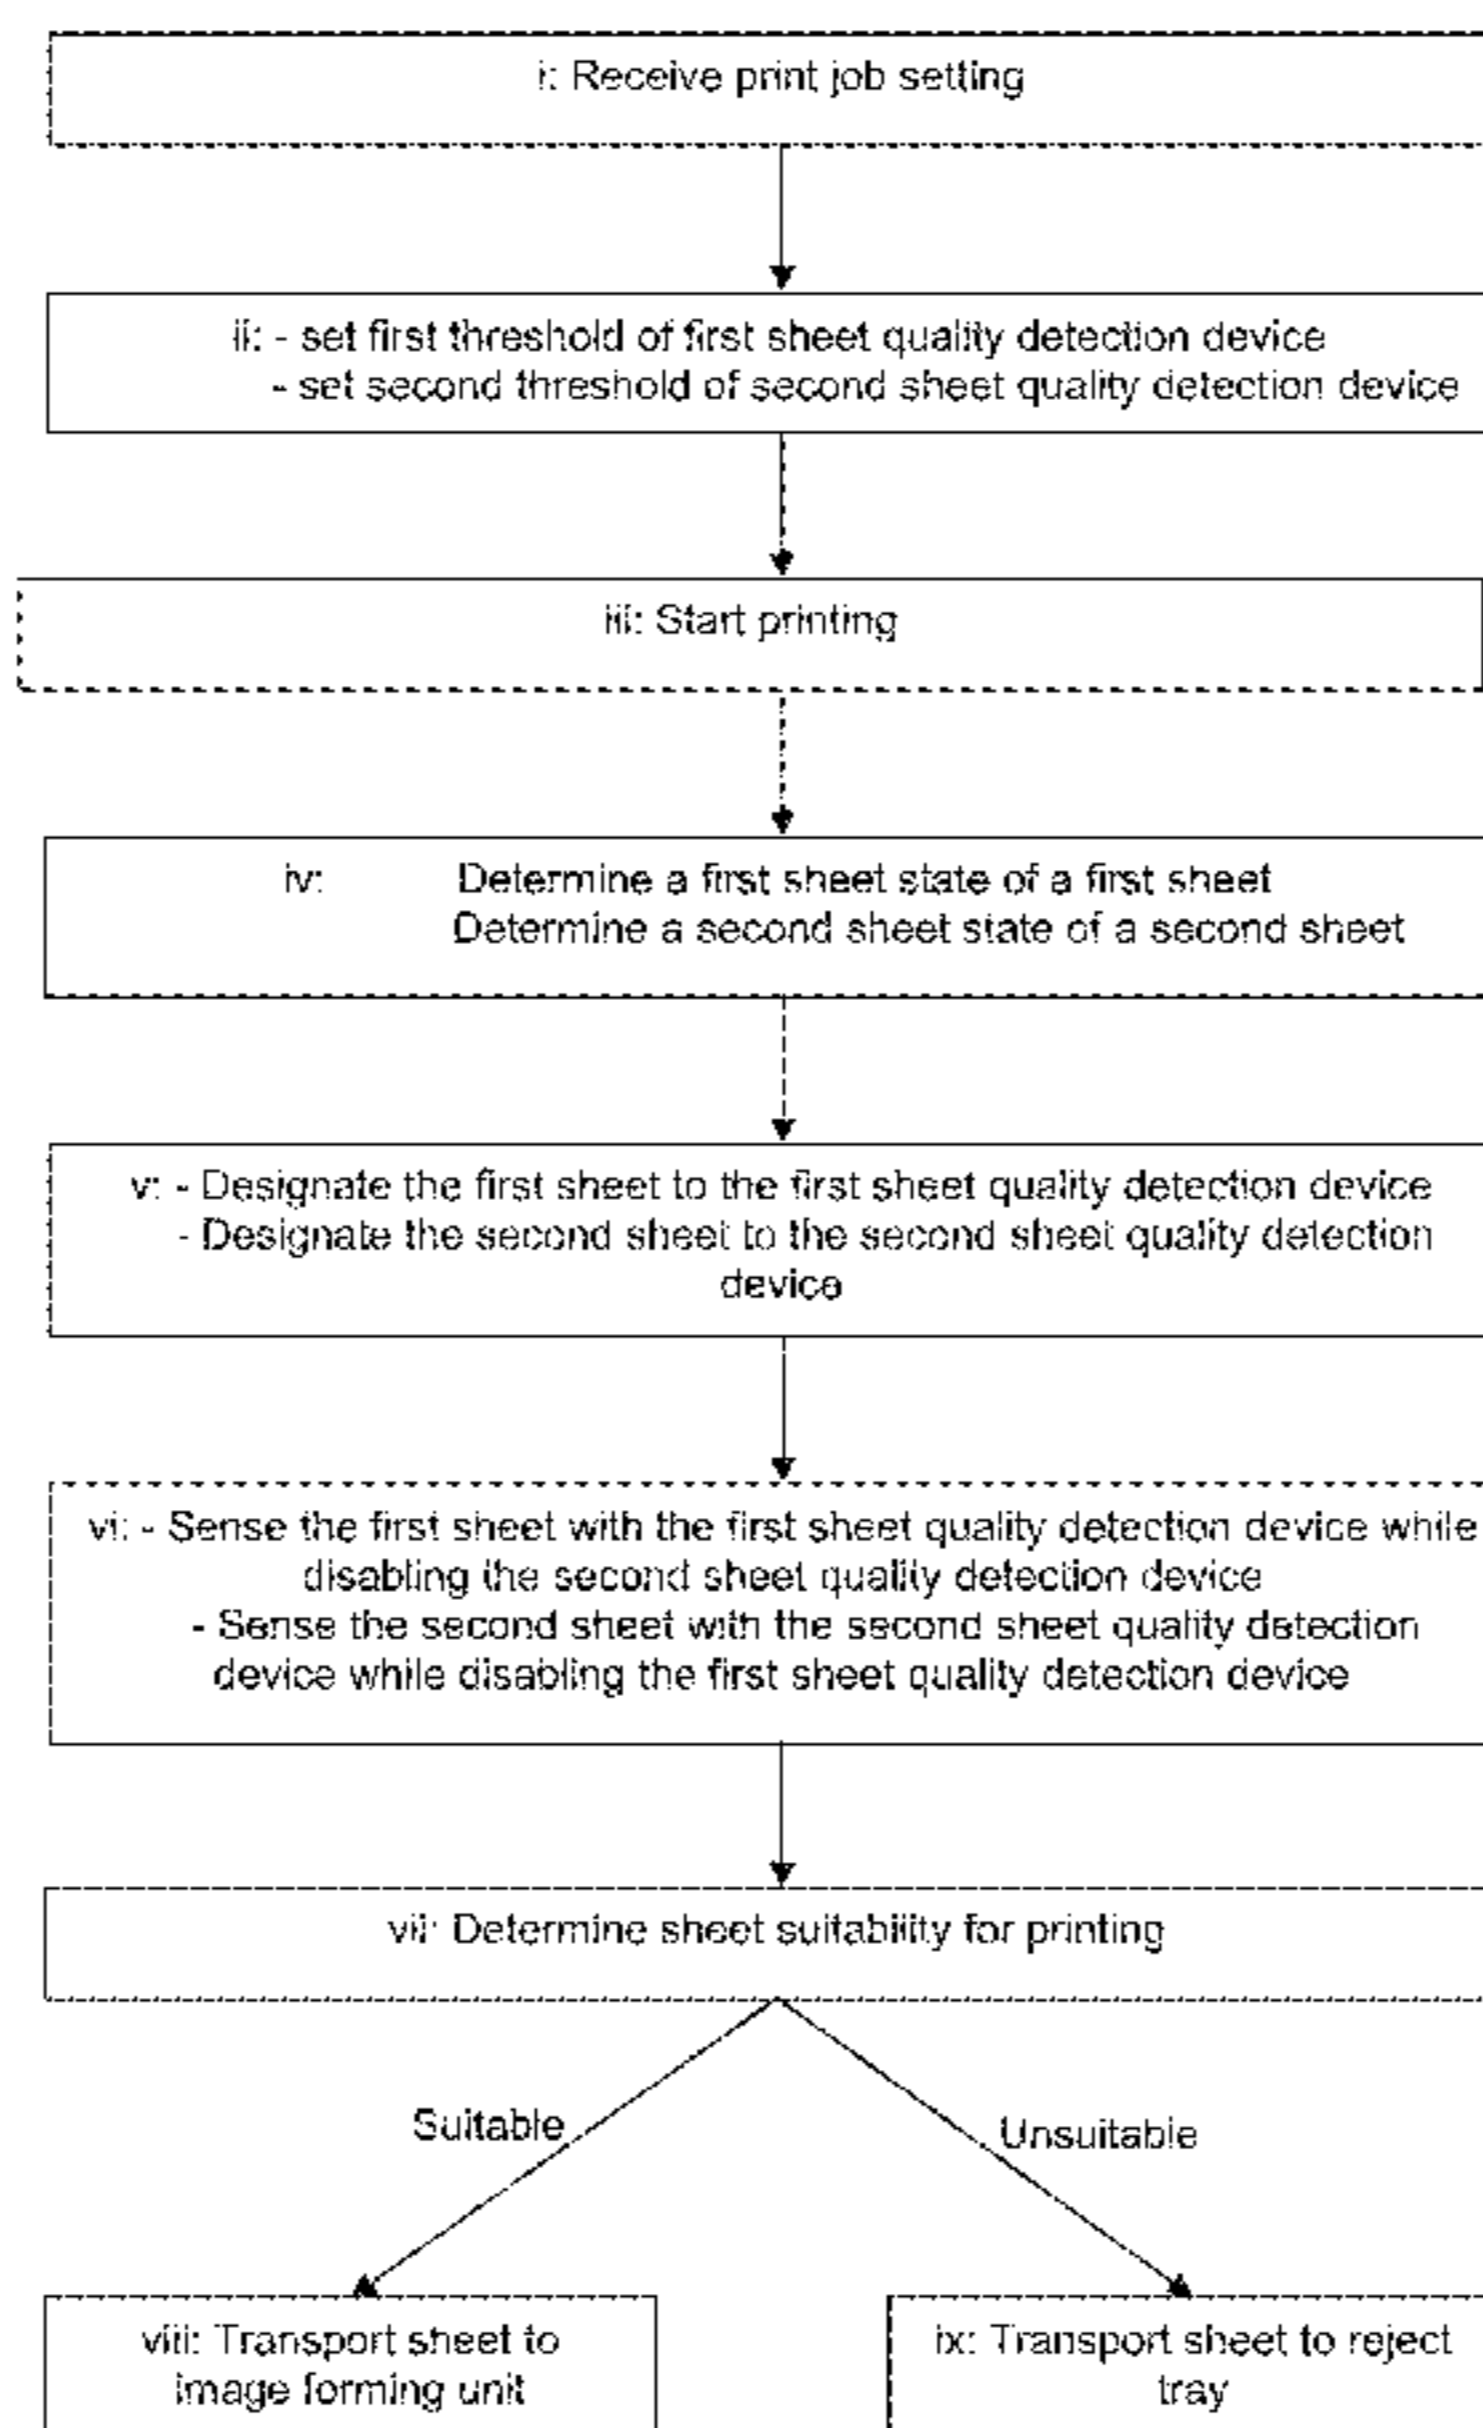 i: Receive print job setting
ii: - set first threshold of first sheet quality detection device
- set second threshold of second sheet quality detection device
iii: Start printing
iv: Determine a first sheet state of a first sheet
Determine a second sheet state of a second sheet
v: - Designate the first sheet to the first sheet quality detection device
- Designate the second sheet to the second sheet quality detection
device
vi: - Sense the first sheet with the first sheet quality detection device while
disabling the second sheet quality detection device
- Sense the second sheet with the second sheet quality detection
device while disabling the first sheet quality detection device
vii: Determine sheet suitability for printing
Suitable
Unsuitable
viii: Transport sheet to
image forming unit
ix: Transport sheet to reject
tray